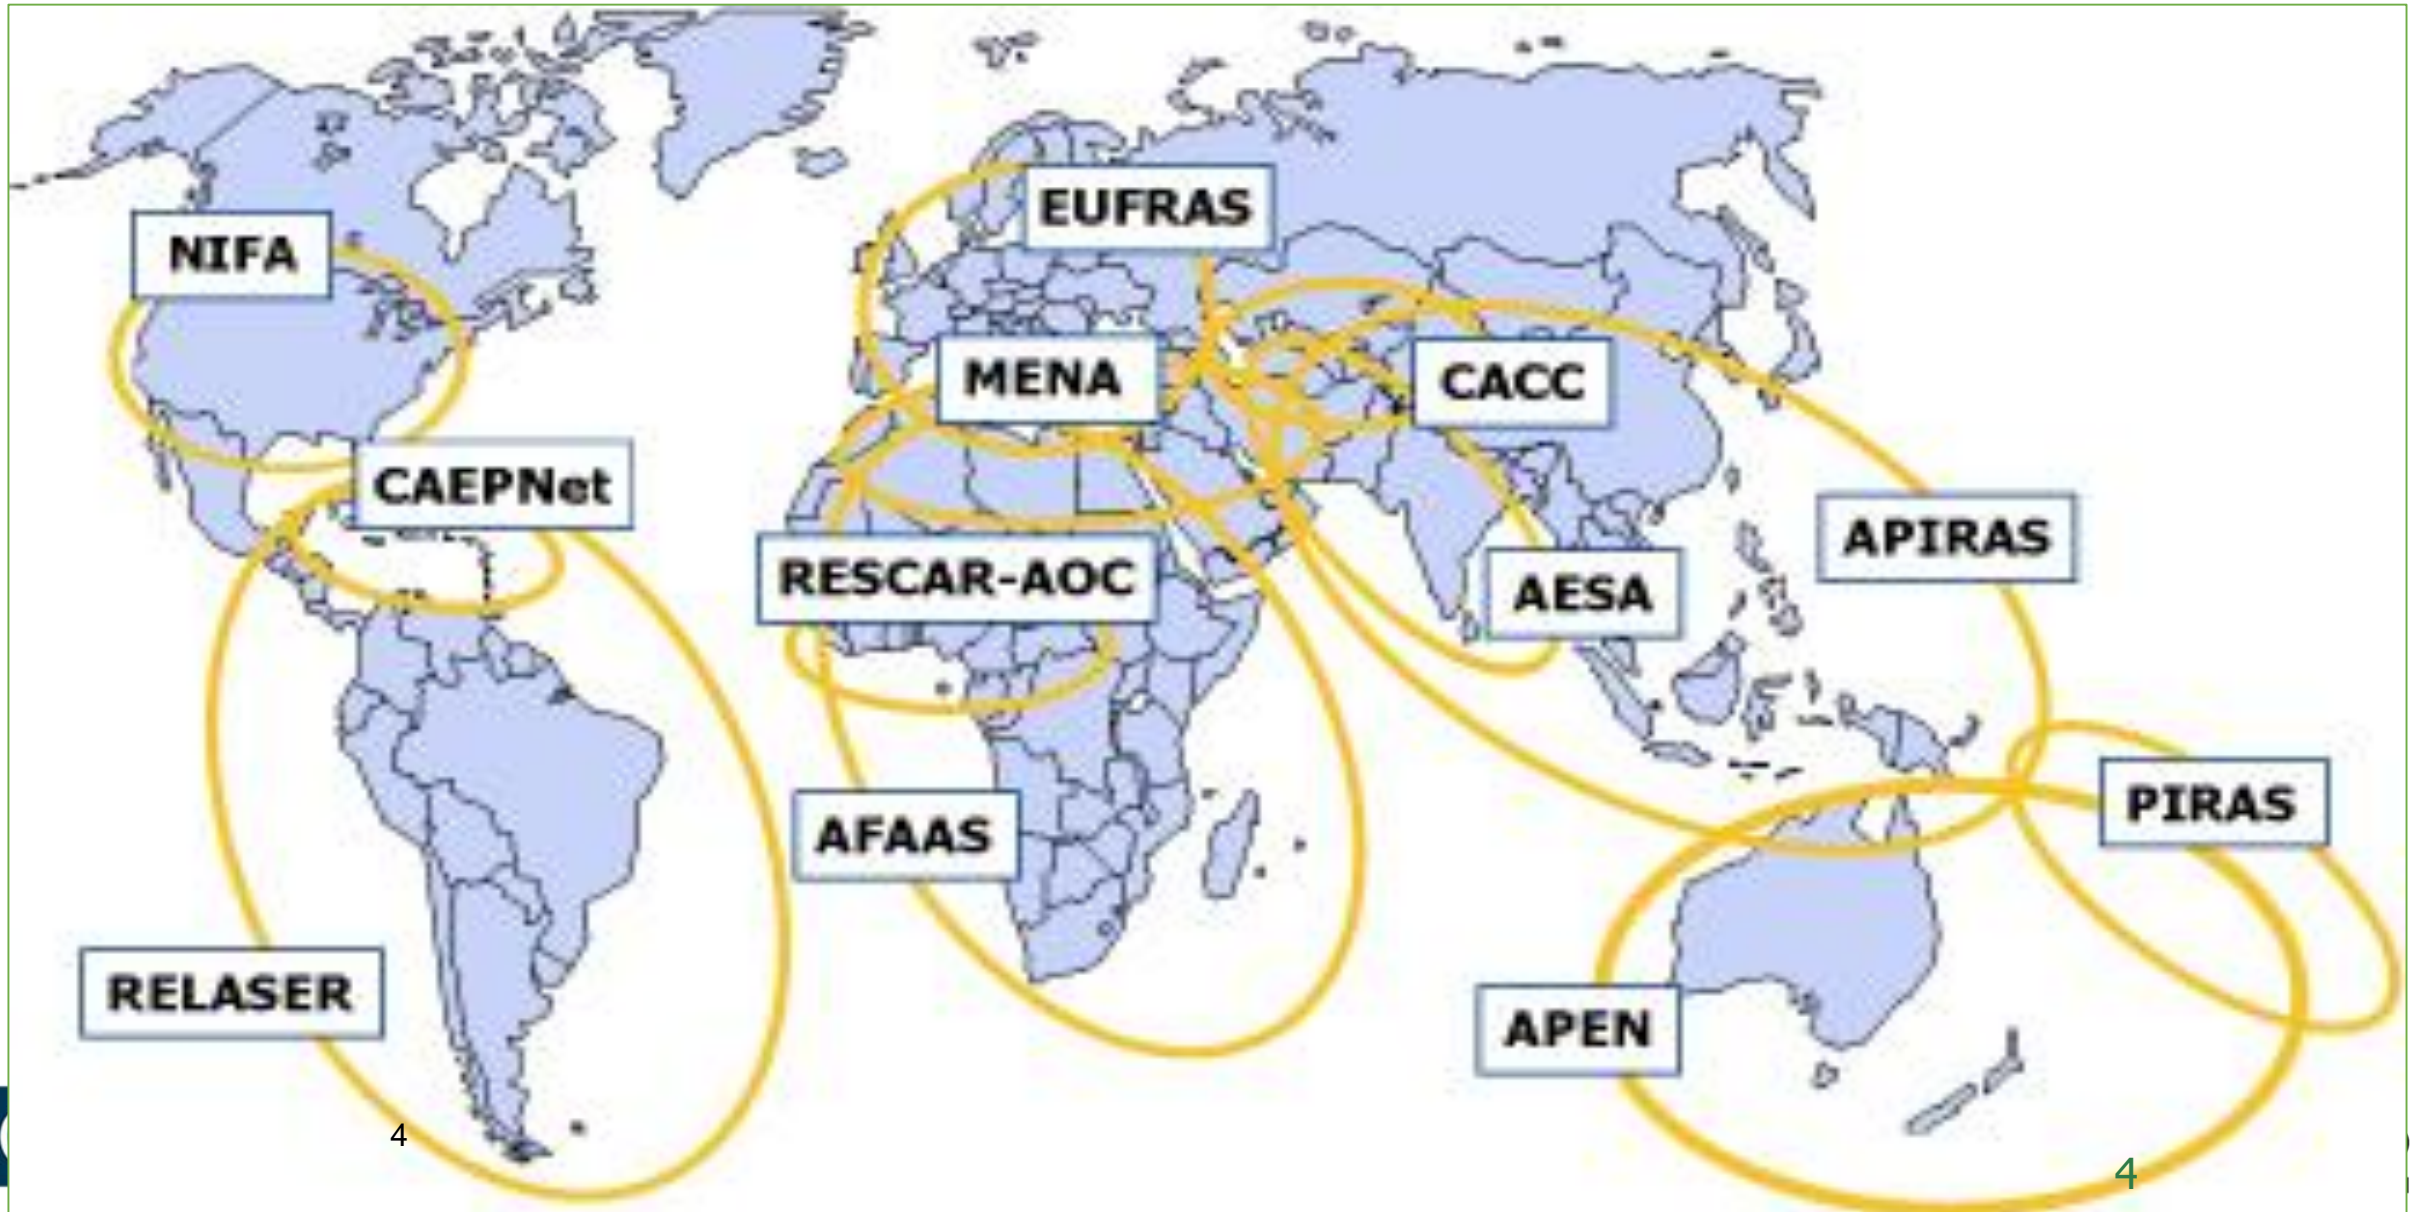 EUFRAS
NIFA
MENA
CACC
CAEPNet
APIRAS
RESCAR-AOC
AESA
PIRAS
AFAAS
RELASER
APEN
4
4